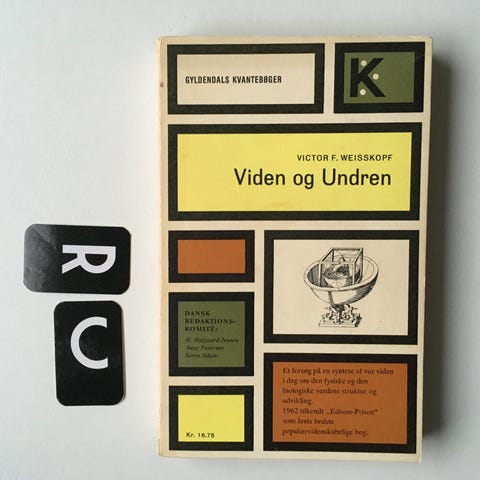 GYLDENDALS KVANTEBØGER
K
VICTOR F. WEISSKOPF
Viden og Undren
DANSK
REDAKTIONS-
KOMITÉ:
H. Højgaard Jensen
Aage Petersen
Børre Siksjær
Kr. 16.75
Et forsøg på en syntese af vor viden
i dag om den fysiske og den
biologiske verdens struktur og
udvikling.
1962 tilkendt „Edison-Prisen”
som årets bedste
populærvidenskabelige bog.
R
C